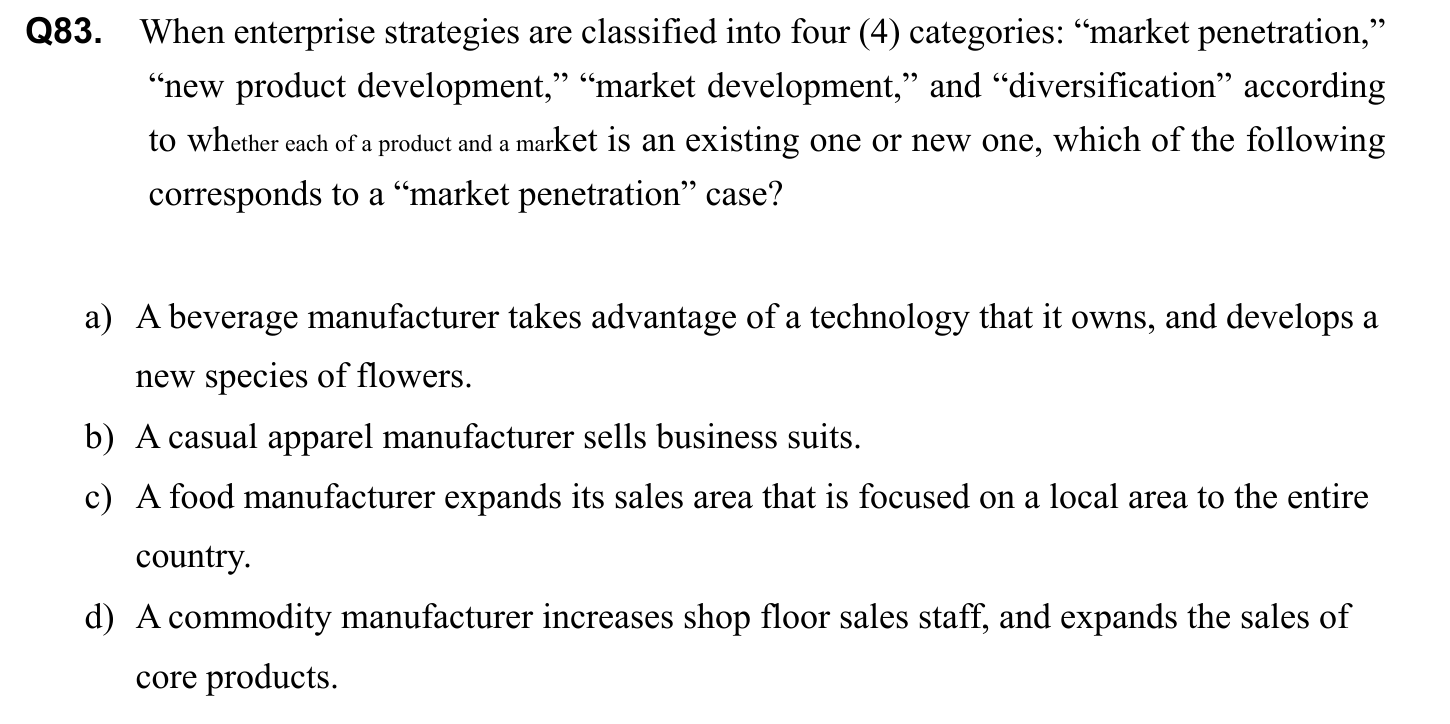 Q83. When enterprise strategies are classified into four (4) categories: “market penetration,”
“new product development,” “market development,” and “diversification” according
to whether each of a product and a market is an existing one or new one, which of the following
corresponds to a “market penetration” case?
a) A beverage manufacturer takes advantage of a technology that it owns, and develops a
new species of flowers.
b) A casual apparel manufacturer sells business suits.
c) A food manufacturer expands its sales area that is focused on a local area to the entire
country.
d) A commodity manufacturer increases shop floor sales staff, and expands the sales of
core products.